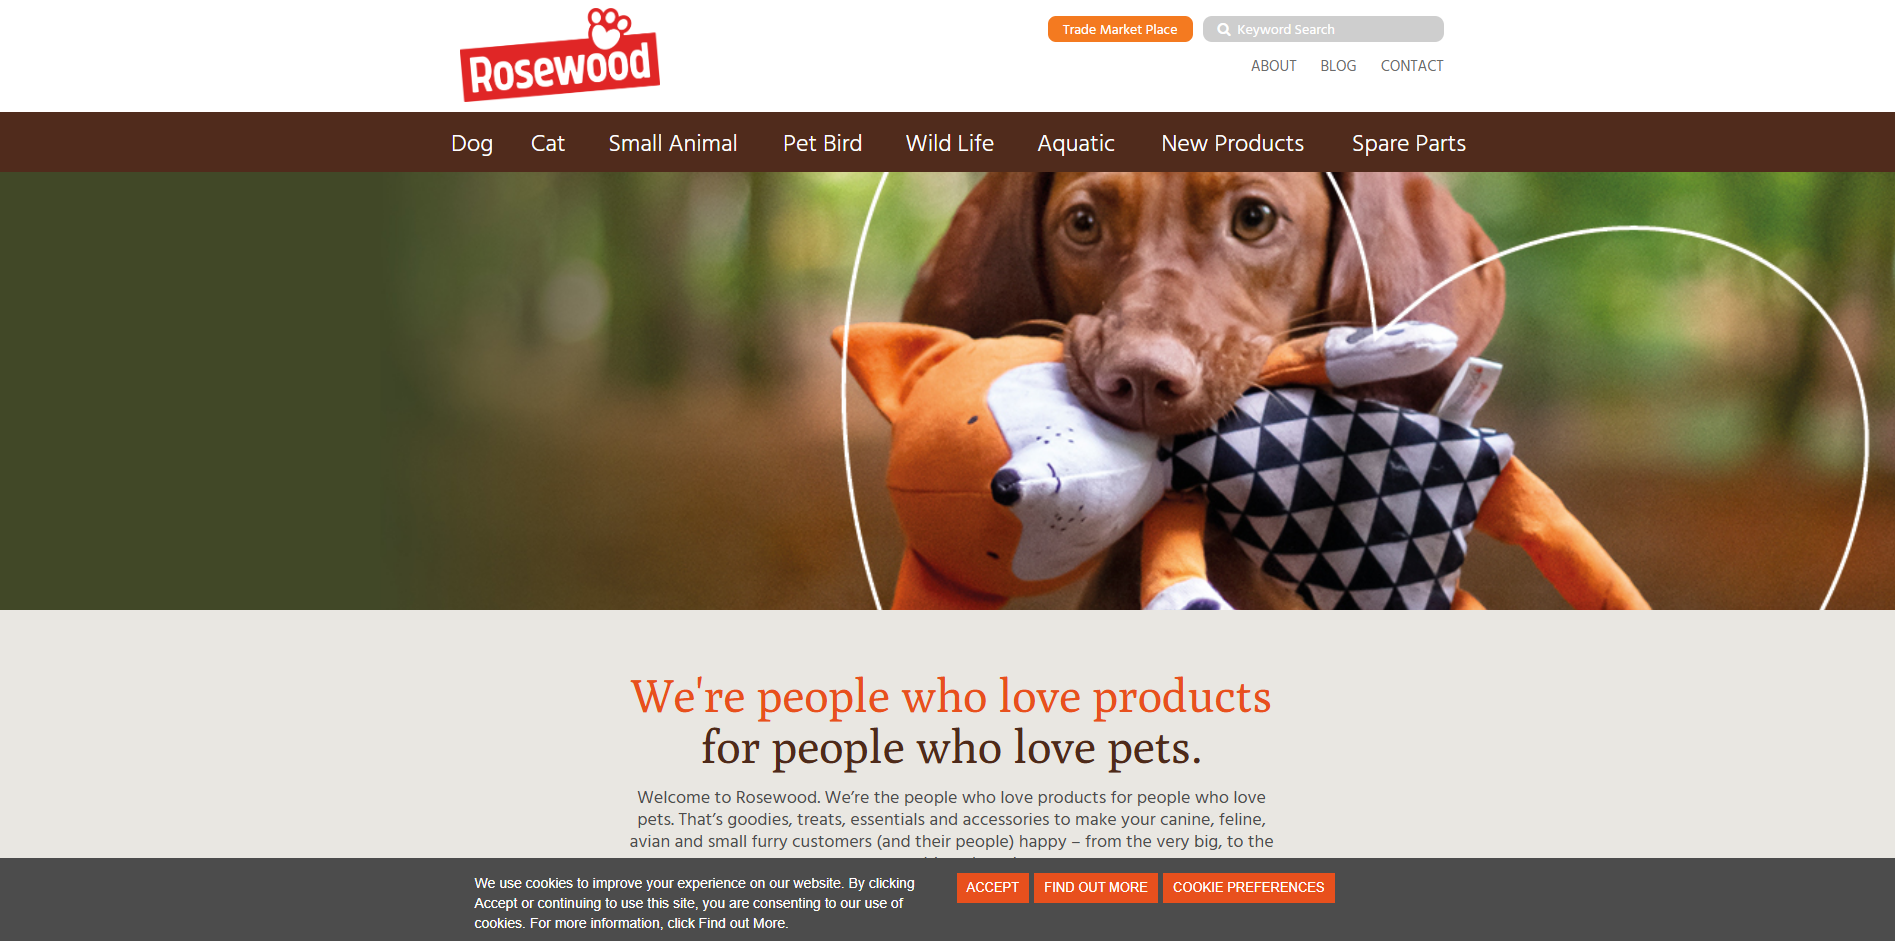 Rosewood
Trade Market Place
Keyword Search
ABOUT BLOG CONTACT
Dog Cat Small Animal Pet Bird Wild Life Aquatic New Products Spare Parts
We're people who love products
for people who love pets.
Welcome to Rosewood. We’re the people who love products for people who love
pets. That’s goodies, treats, essentials and accessories to make your canine, feline,
avian and small furry customers (and their people) happy – from the very big, to the
We use cookies to improve your experience on our website. By clicking
Accept or continuing to use this site, you are consenting to our use of
cookies. For more information, click Find out More.
ACCEPT FIND OUT MORE COOKIE PREFERENCES